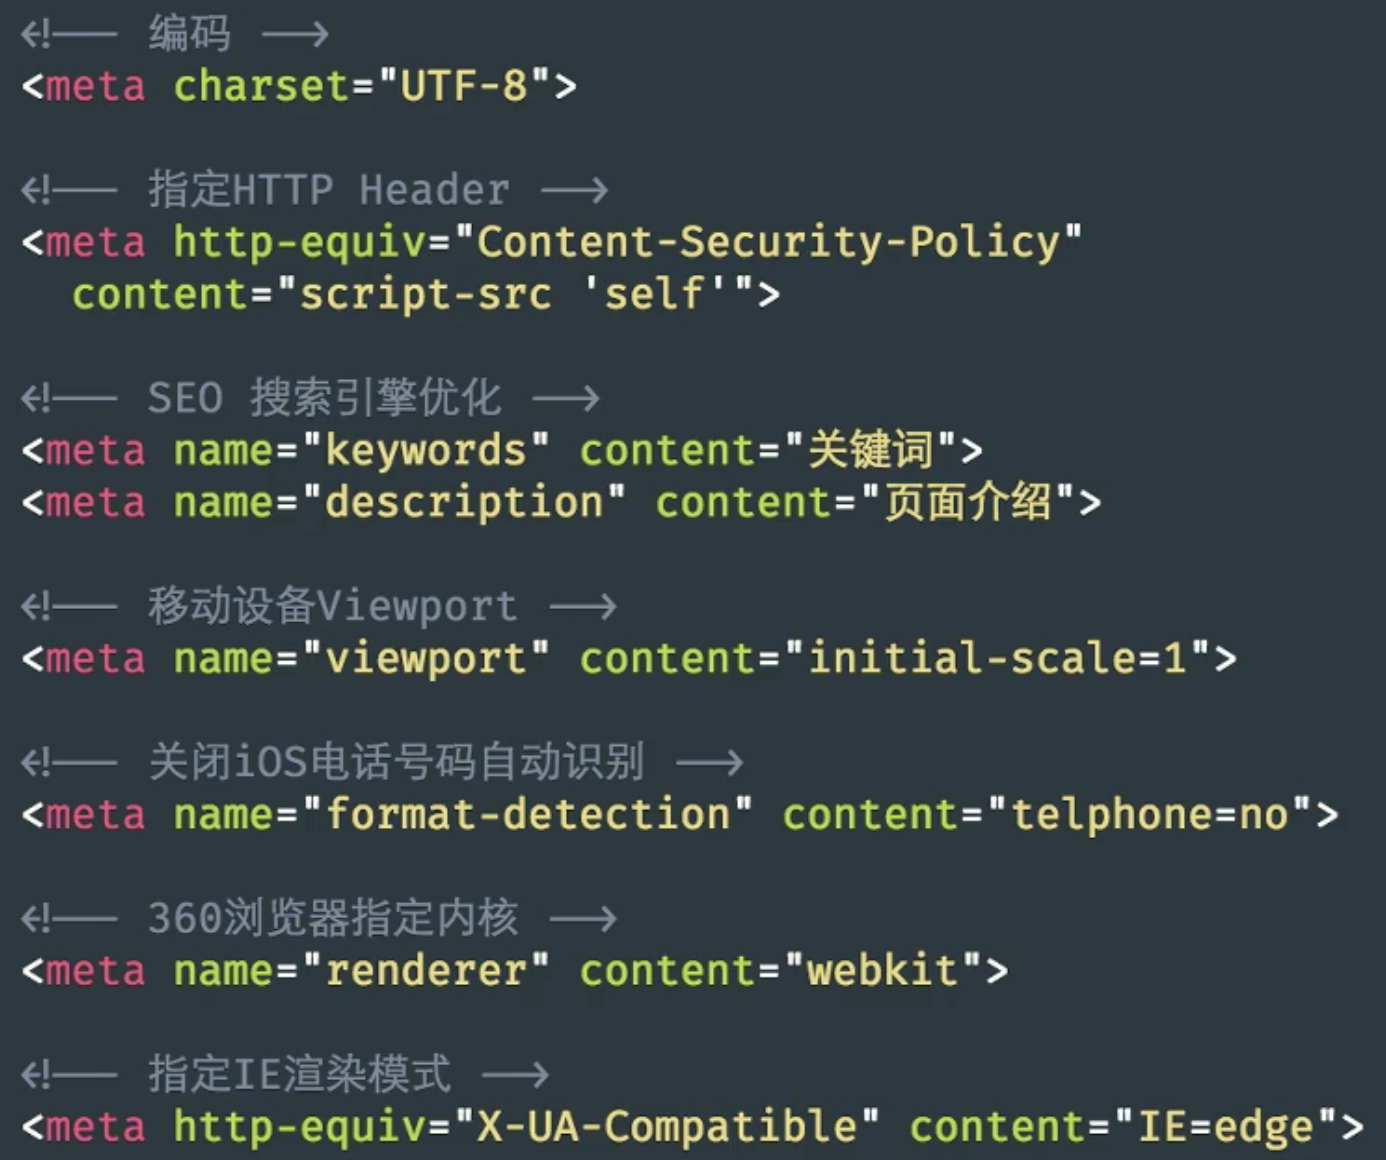 <!-- 编码 -->
<meta charset="UTF-8">
<!-- 指定HTTP Header -->
<meta http-equiv="Content-Security-Policy"
content="script-src 'self'">
<!-- SEO 搜索引擎优化 -->
<meta name="keywords" content="关键词">
<meta name="description" content="页面介绍">
<!-- 移动设备Viewport -->
<meta name="viewport" content="initial-scale=1">
<!-- 关闭iOS电话号码自动识别 -->
<meta name="format-detection" content="telphone=no">
<!-- 360浏览器指定内核 -->
<meta name="renderer" content="webkit">
<!-- 指定IE渲染模式 -->
<meta http-equiv="X-UA-Compatible" content="IE=edge">